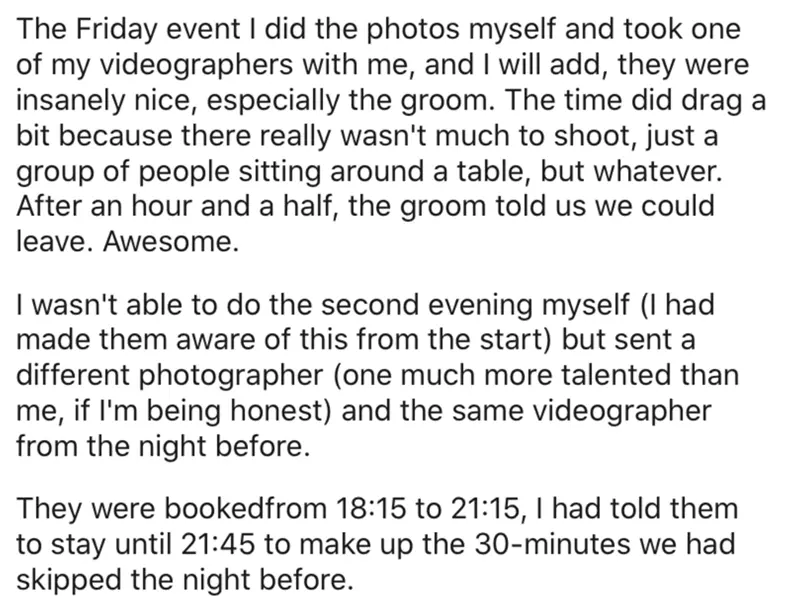 The Friday event I did the photos myself and took one
of my videographers with me, and I will add, they were
insanely nice, especially the groom. The time did drag a
bit because there really wasn't much to shoot, just a
group of people sitting around a table, but whatever.
After an hour and a half, the groom told us we could
leave. Awesome.
I wasn't able to do the second evening myself (I had
made them aware of this from the start) but sent a
different photographer (one much more talented than
me, if I'm being honest) and the same videographer
from the night before.
They were bookedfrom 18:15 to 21:15, I had told them
to stay until 21:45 to make up the 30-minutes we had
skipped the night before.